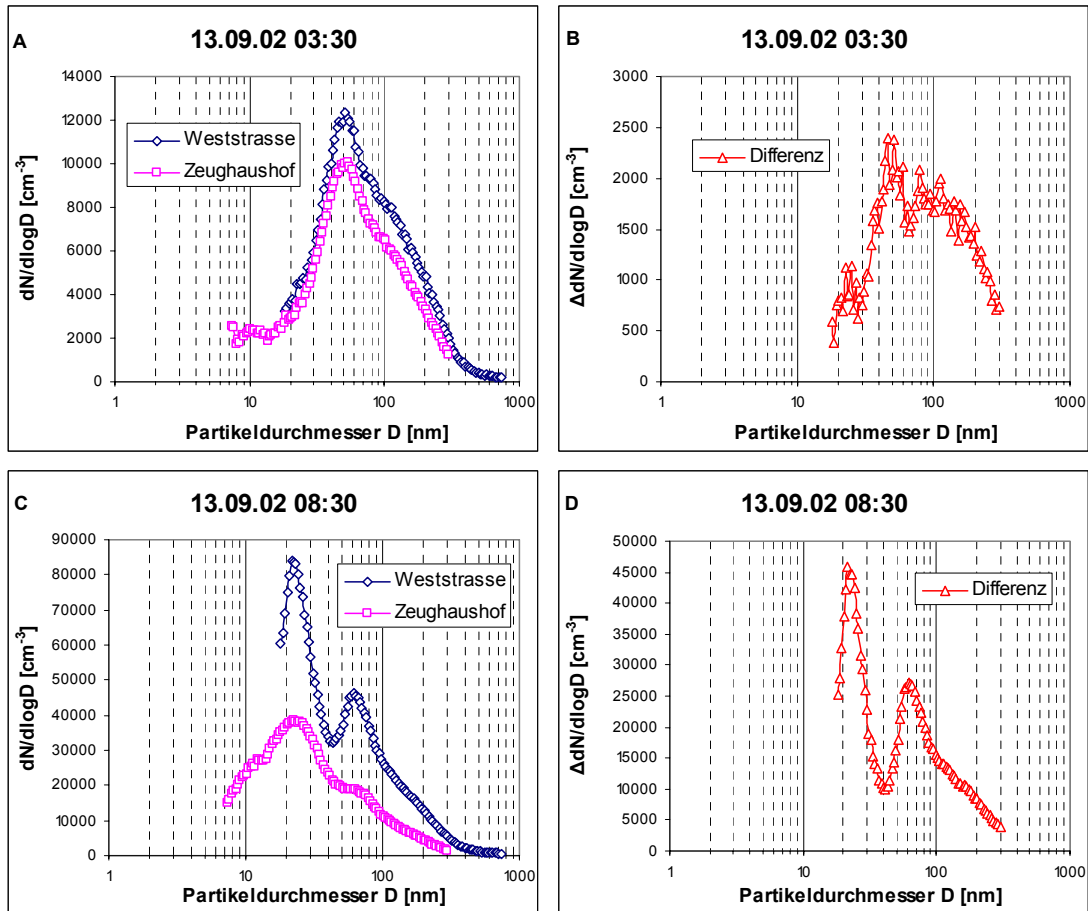 A
13.09.02 03:30
14000
12000
10000
8000
6000
4000
2000
0
dN/dlogD [cm⁻³]
Weststrasse
Zeughaushof
1 10 100 1000
Partikeldurchmesser D [nm]
B
13.09.02 03:30
3000
2500
2000
1500
1000
500
0
ΔdN/dlogD [cm⁻³]
Differenz
1 10 100 1000
Partikeldurchmesser D [nm]
C
13.09.02 08:30
90000
80000
70000
60000
50000
40000
30000
20000
10000
0
dN/dlogD [cm⁻³]
Weststrasse
Zeughaushof
1 10 100 1000
Partikeldurchmesser D [nm]
D
13.09.02 08:30
50000
45000
40000
35000
30000
25000
20000
15000
10000
5000
0
ΔdN/dlogD [cm⁻³]
Differenz
1 10 100 1000
Partikeldurchmesser D [nm]